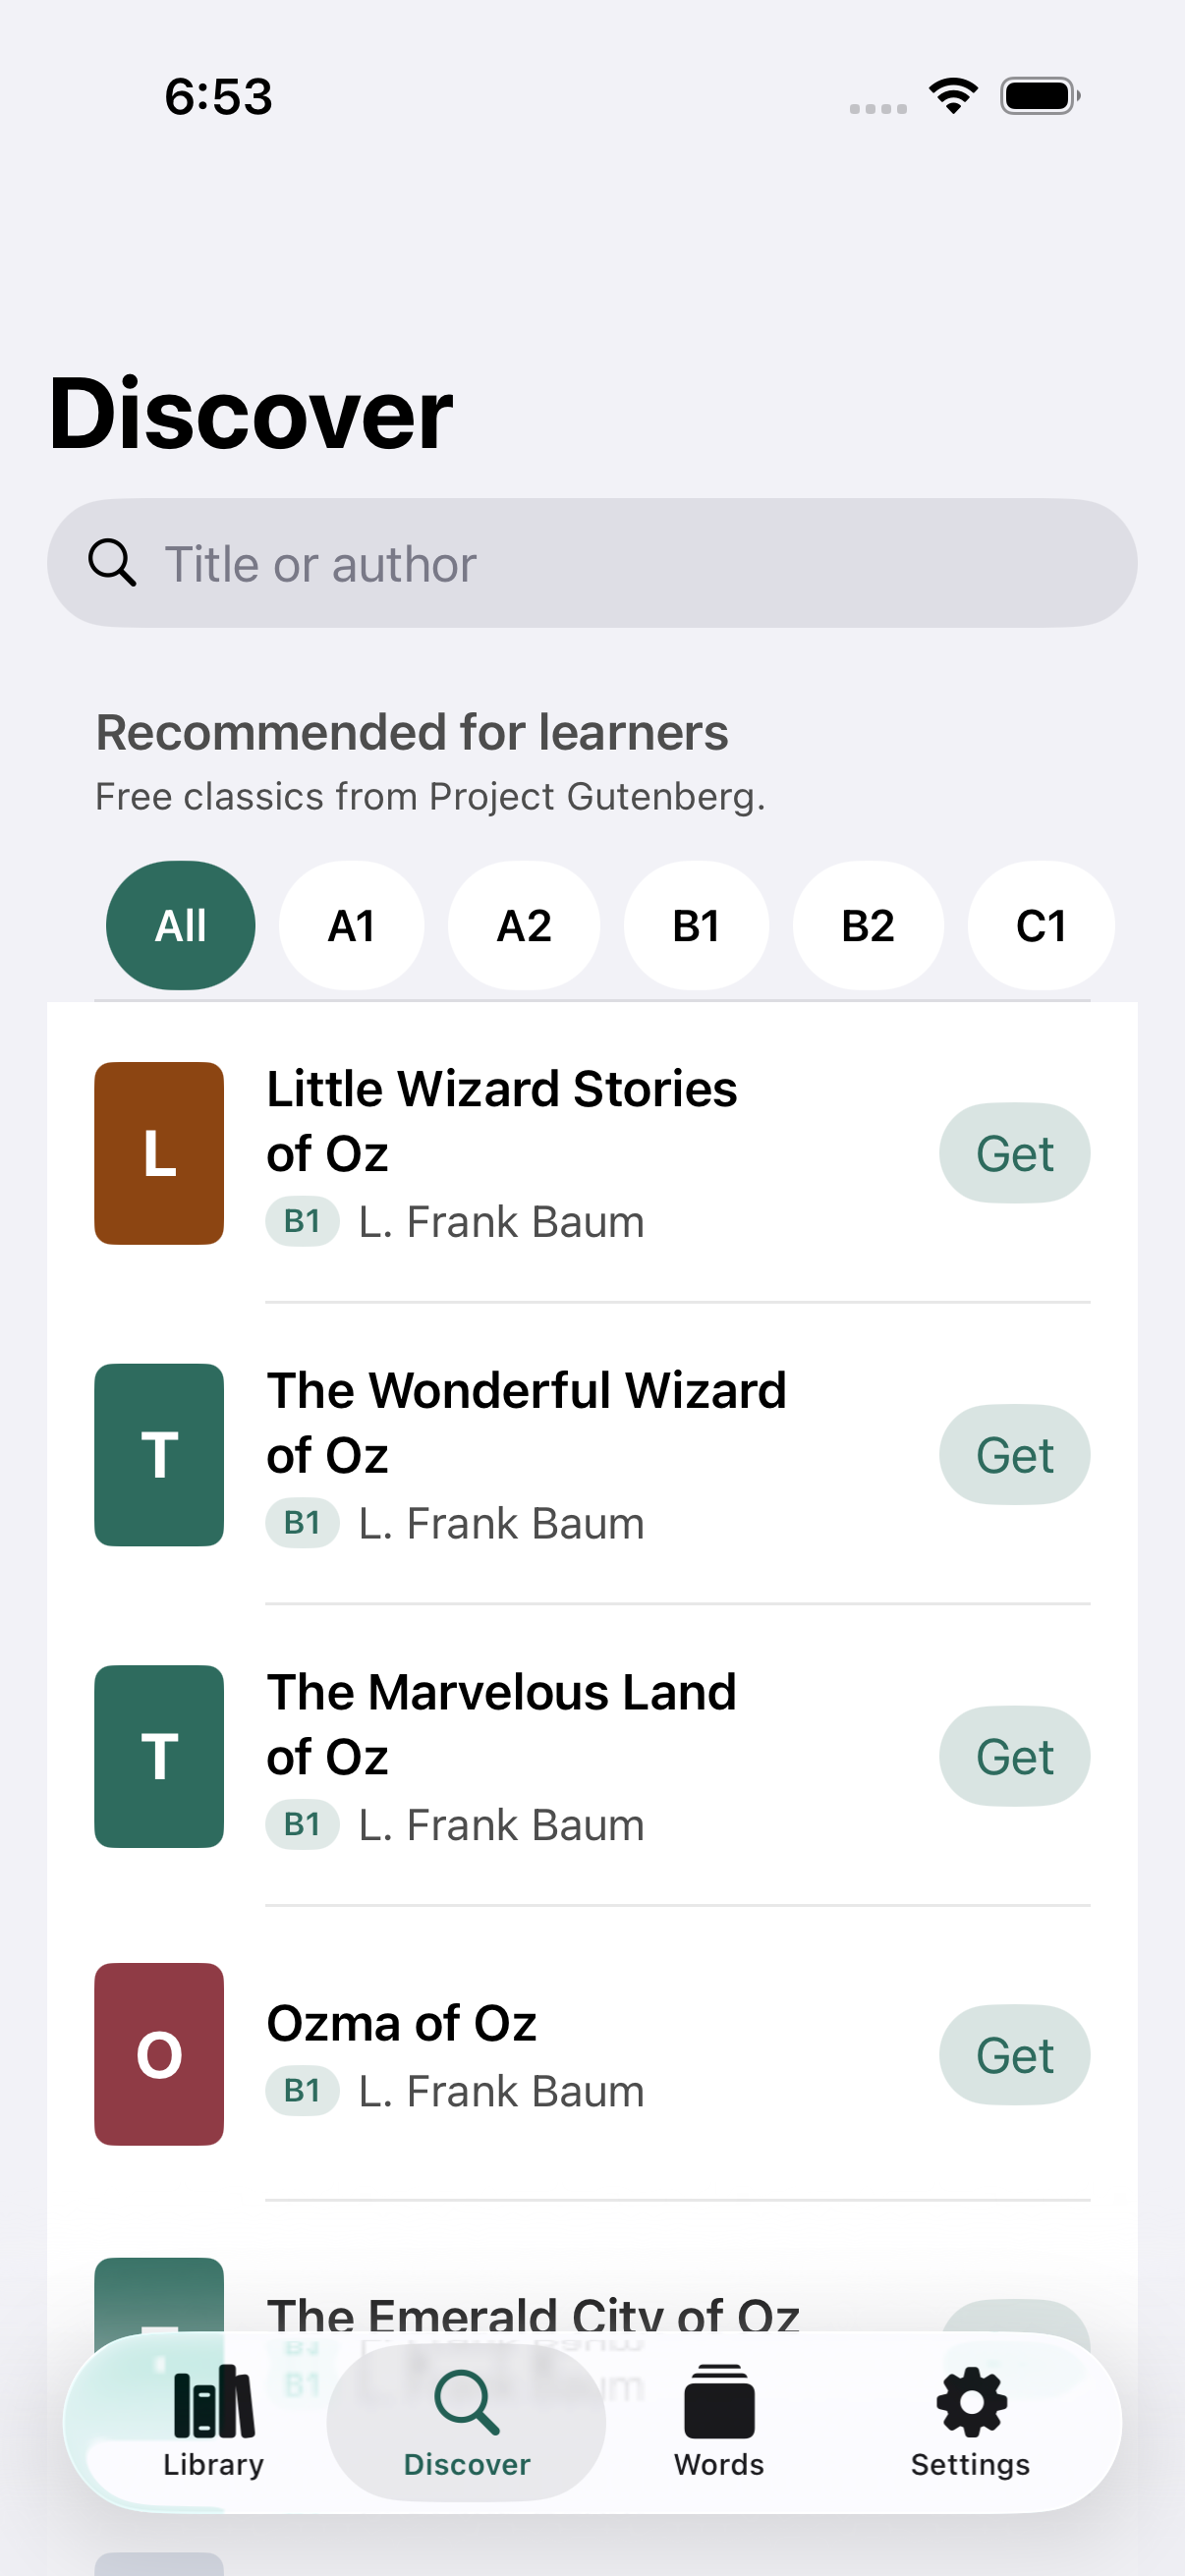 6:53
Discover
Title or author
Recommended for learners
Free classics from Project Gutenberg.
All A1 A2 B1 B2 C1
L
Little Wizard Stories
of Oz
B1 L. Frank Baum
Get
T
The Wonderful Wizard
of Oz
B1 L. Frank Baum
Get
T
The Marvelous Land
of Oz
B1 L. Frank Baum
Get
O
Ozma of Oz
B1 L. Frank Baum
Get
The Emerald City of Oz
B1
Library Discover Words Settings